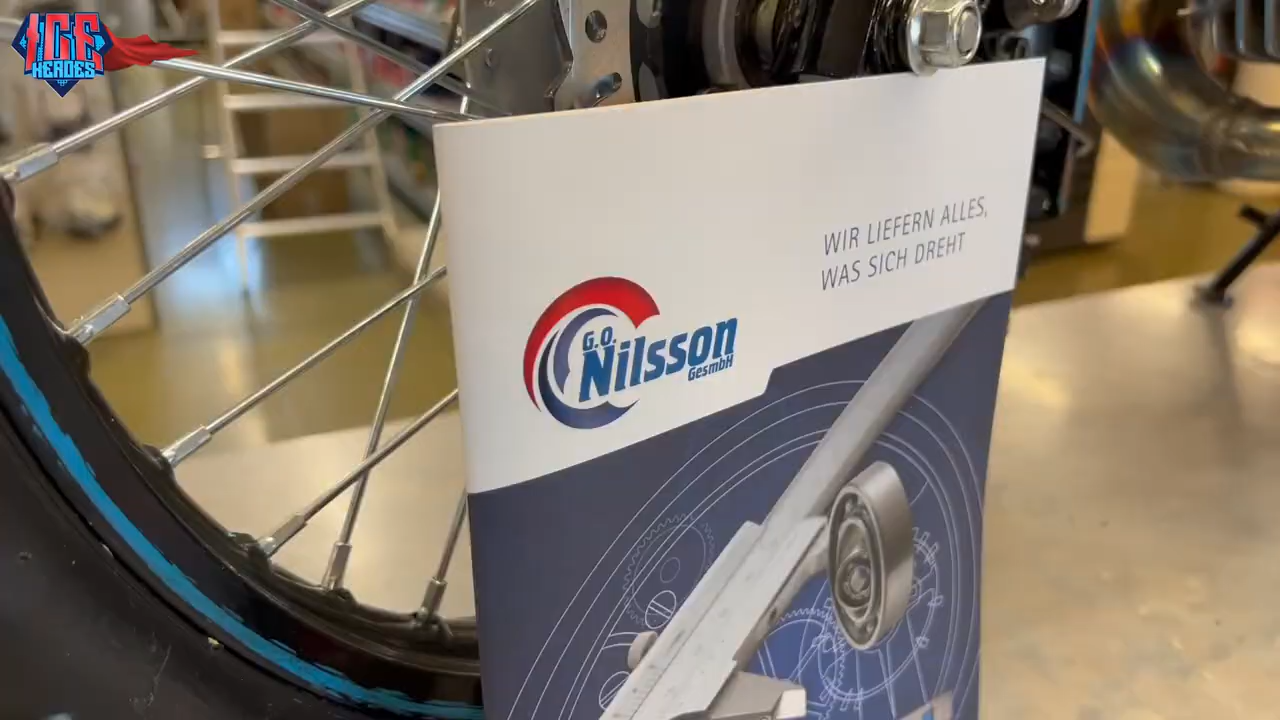 ICE
HEROES
WIR LIEFERN ALLES,
WAS SICH DREHT
G.O.
Nilsson
GesmbH